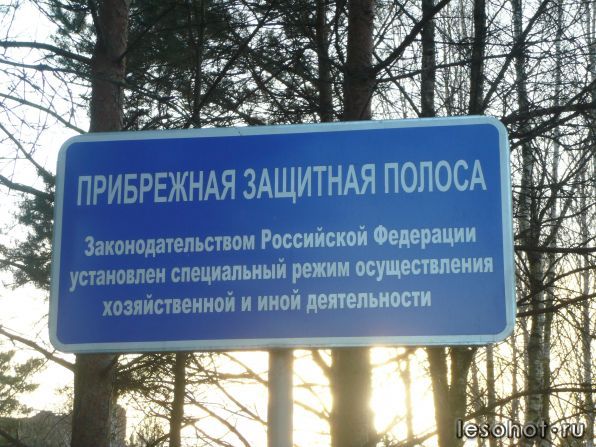 ПРИБРЕЖНАЯ ЗАЩИТНАЯ ПОЛОСА
Законодательством Российской Федерации
установлен специальный режим осуществления
хозяйственной и иной деятельности
lesohot.ru